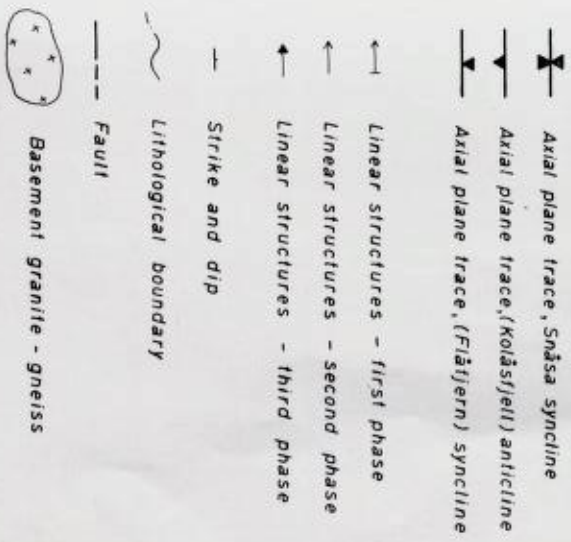 Axial plane trace, Snåsa syncline
Axial plane trace, (Kolåsfjell) anticline
Axial plane trace, (Flåtjern) syncline
Linear structures - first phase
Linear structures - second phase
Linear structures - third phase
Strike and dip
Lithological boundary
Fault
Basement granite - gneiss